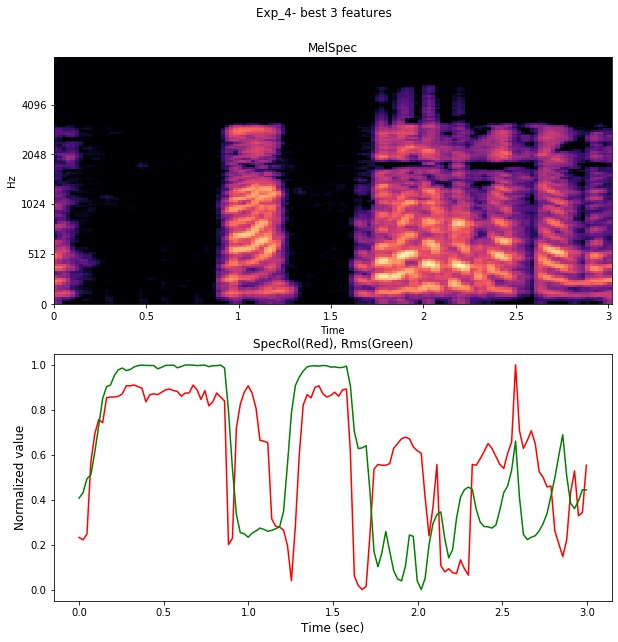 Exp_4- best 3 features
MelSpec
4096
2048
1024
512
0
Hz
0 0.5 1 1.5 2 2.5 3
Time
SpecRol(Red), Rms(Green)
1.0
0.8
0.6
0.4
0.2
0.0
Normalized value
0.0 0.5 1.0 1.5 2.0 2.5 3.0
Time (sec)